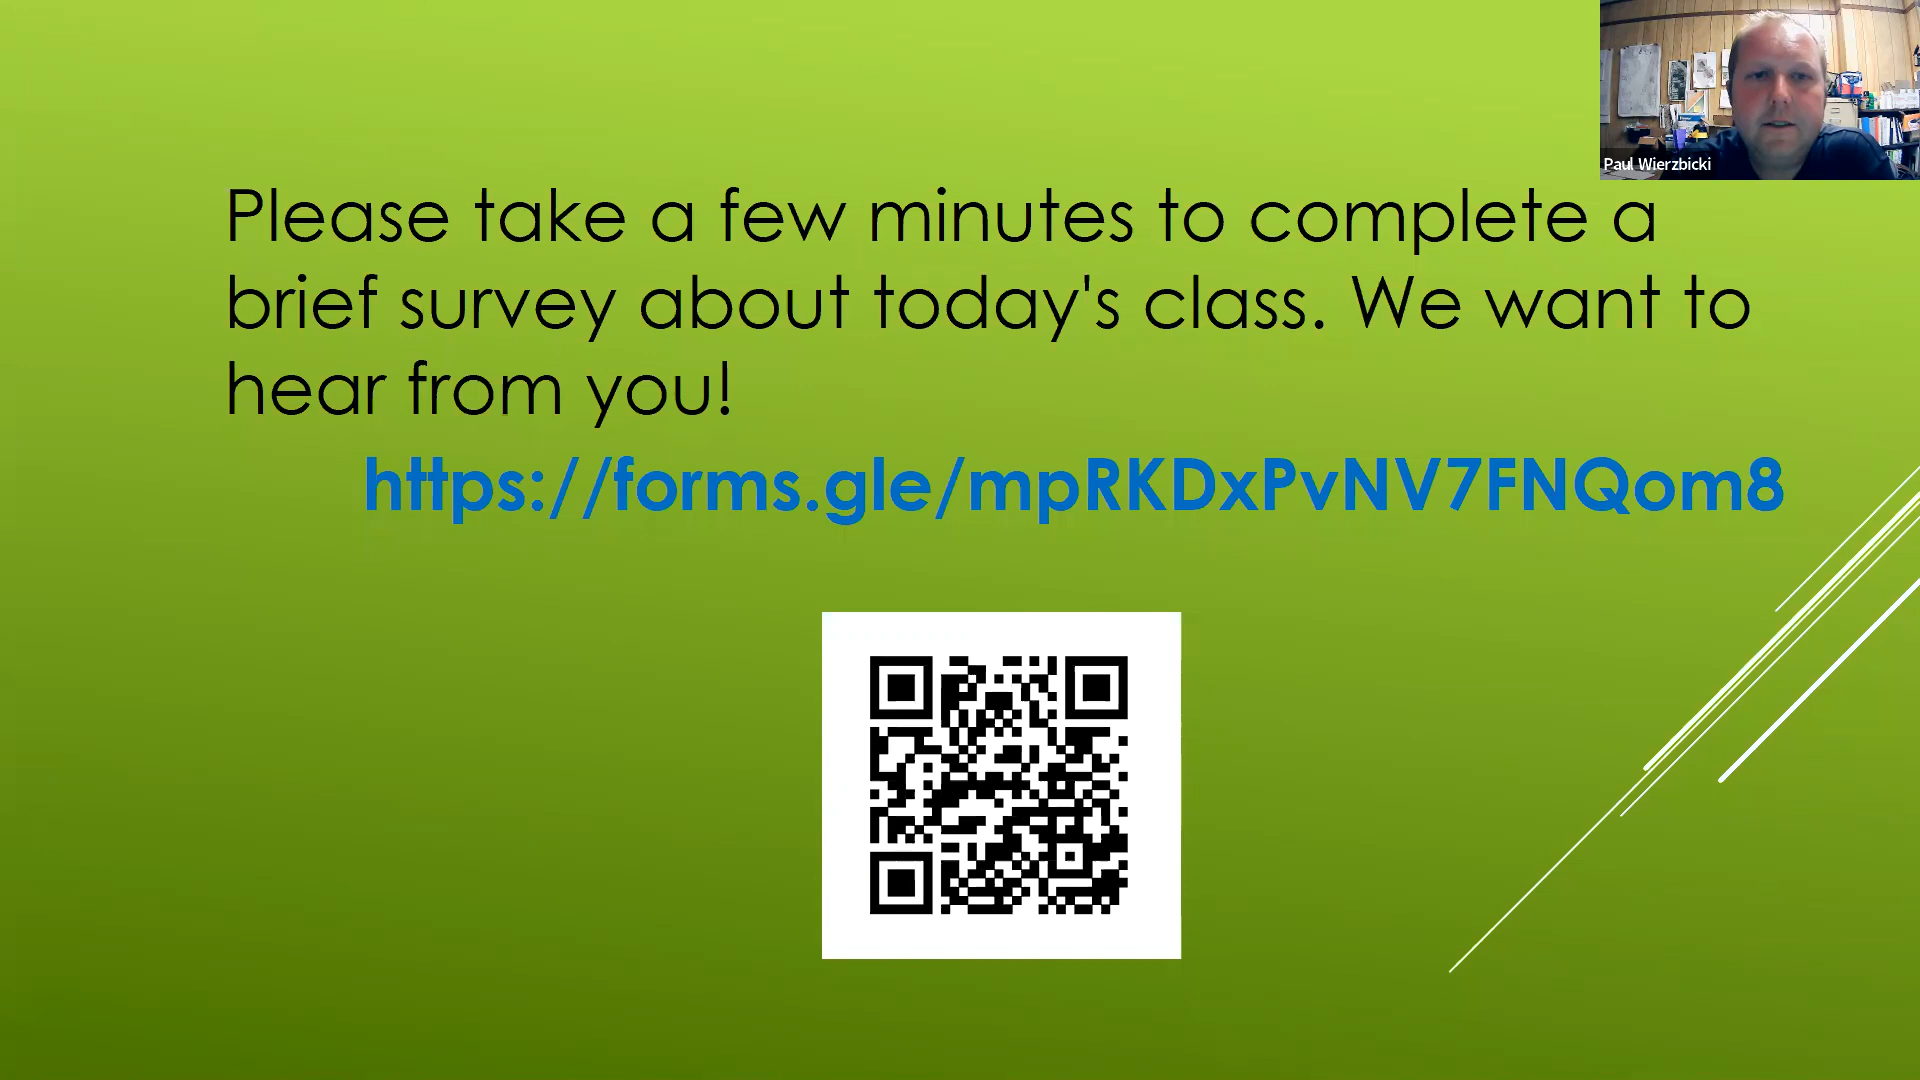 Paul Wierzbicki
Please take a few minutes to complete a
brief survey about today's class. We want to
hear from you!
https://forms.gle/mpRKDxPvNV7FNQom8